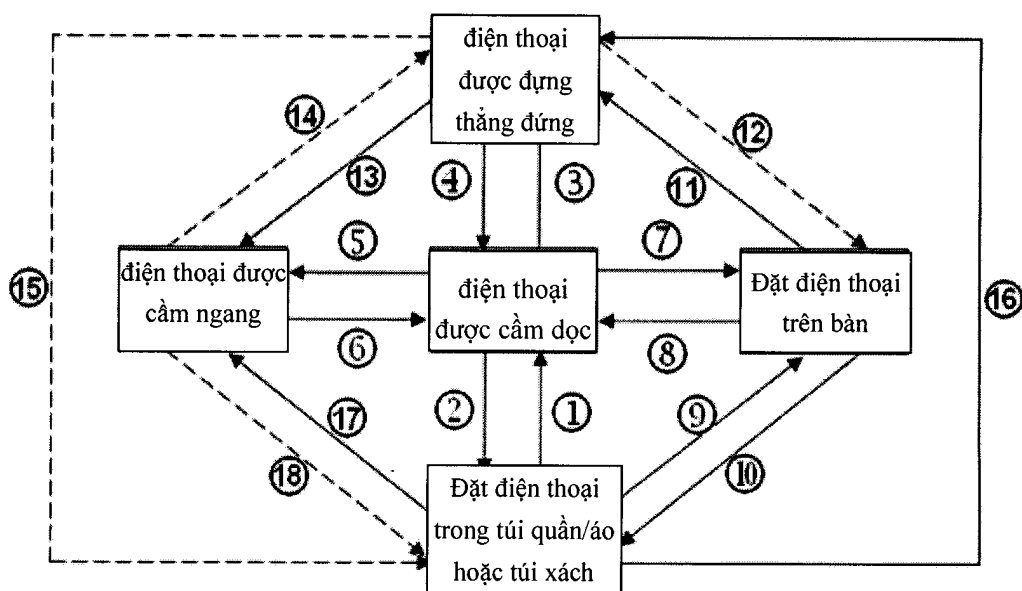 điện thoại
được đựng
thẳng đứng
⑭
⑫
⑬
④
③
⑪
⑤
⑦
điện thoại được
cầm ngang
điện thoại
được cầm dọc
Đặt điện thoại
trên bàn
⑮
⑯
⑥
⑧
⑰
②
①
⑨
⑱
⑩
Đặt điện thoại
trong túi quần/áo
hoặc túi xách